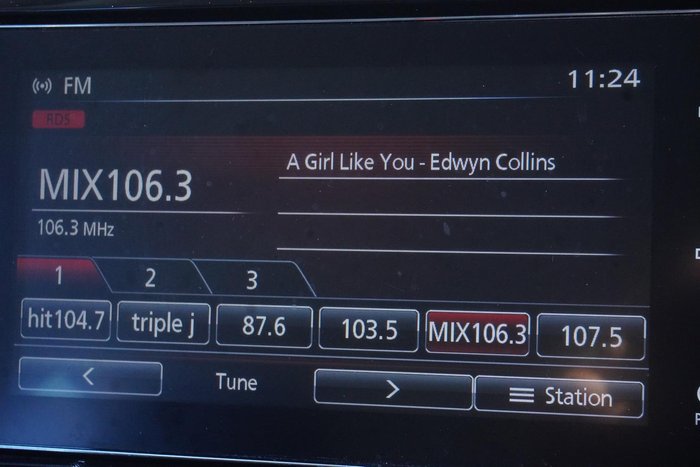 FM
11:24
RDS
MIX106.3
A Girl Like You - Edwyn Collins
106.3 MHz
1 2 3
hit104.7 triple j 87.6 103.5 MIX106.3 107.5
< Tune > Station